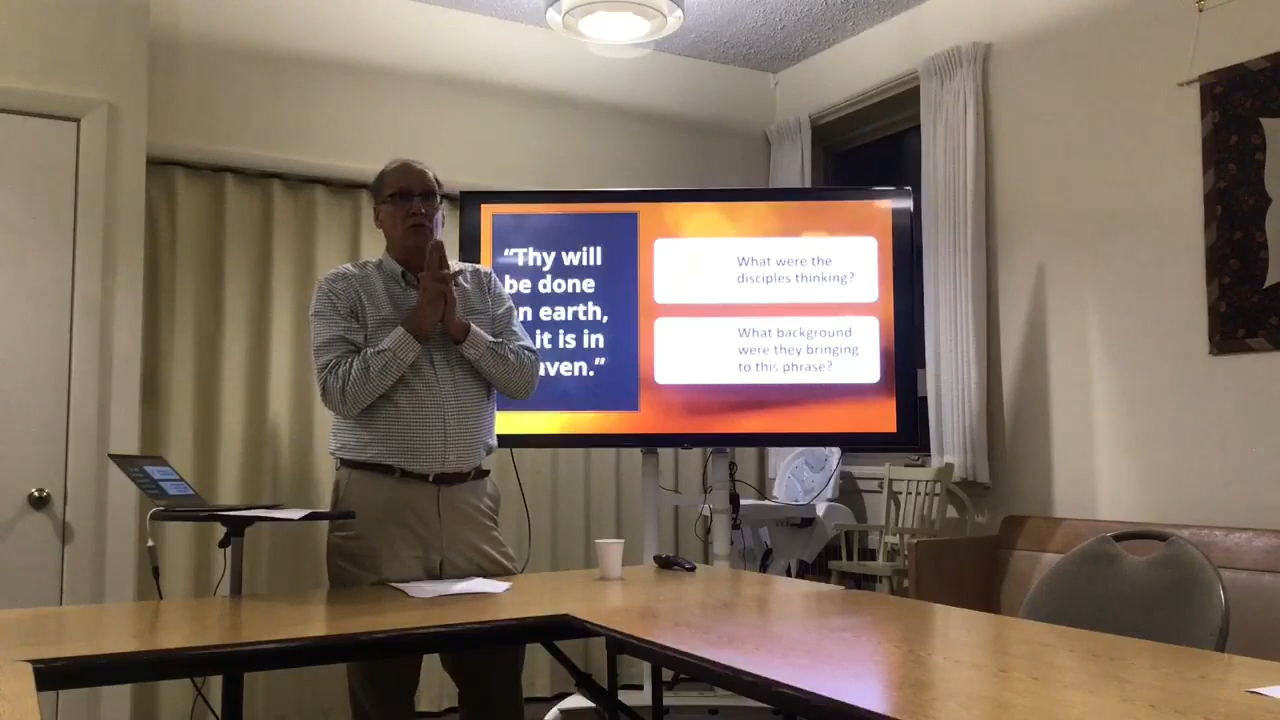 “Thy will
be done
n earth,
it is in
aven.”
What were the
disciples thinking?
What background
were they bringing
to this phrase?